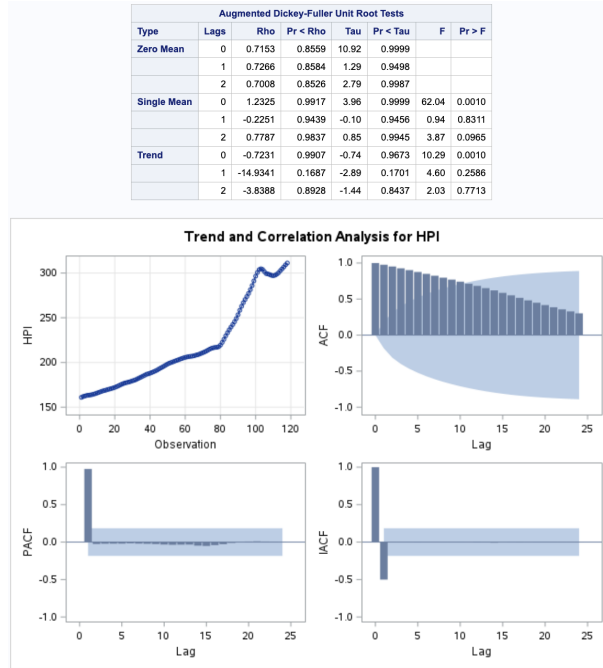 Augmented Dickey-Fuller Unit Root Tests
Type Lags Rho Pr < Rho Tau Pr < Tau F Pr > F
Zero Mean 0 0.7153 0.8559 10.92 0.9999
1 0.7266 0.8584 1.29 0.9498
2 0.7008 0.8526 2.79 0.9987
Single Mean 0 1.2325 0.9917 3.96 0.9999 62.04 0.0010
1 -0.2251 0.9439 -0.10 0.9456 0.94 0.8311
2 0.7787 0.9837 0.85 0.9945 3.87 0.0965
Trend 0 -0.7231 0.9907 -0.74 0.9673 10.29 0.0010
1 -14.9341 0.1687 -2.89 0.1701 4.60 0.2586
2 -3.8388 0.8928 -1.44 0.8437 2.03 0.7713
Trend and Correlation Analysis for HPI
HPI
300
250
200
150
0 20 40 60 80 100 120
Observation
ACF
1.0
0.5
0.0
-0.5
-1.0
0 5 10 15 20 25
Lag
PACF
1.0
0.5
0.0
-0.5
-1.0
0 5 10 15 20 25
Lag
IACF
1.0
0.5
0.0
-0.5
-1.0
0 5 10 15 20 25
Lag